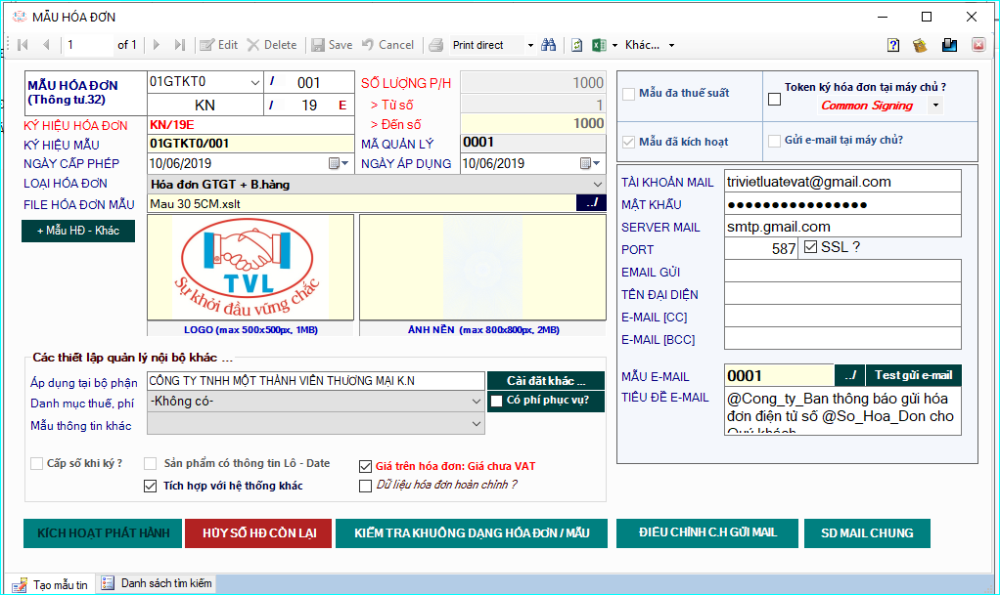 MẪU HÓA ĐƠN
1 of 1 Edit Delete Save Cancel Print direct Khác...
MẪU HÓA ĐƠN
(Thông tư.32)
01GTKT0 / 001
KN / 19 E
KÝ HIỆU HÓA ĐƠN KN/19E
KÝ HIỆU MẪU 01GTKT0/001
NGÀY CẤP PHÉP 10/06/2019
LOẠI HÓA ĐƠN Hóa đơn GTGT + B.hàng
FILE HÓA ĐƠN MẪU Mau 30 5CM.xslt ../
SỐ LƯỢNG P/H 1000
> Từ số 1
> Đến số 1000
MÃ QUẢN LÝ 0001
NGÀY ÁP DỤNG 10/06/2019
+ Mẫu HĐ - Khác
TVL
Sự khởi đầu vững chắc
LOGO (max 500x500px, 1MB)
ẢNH NỀN (max 800x800px, 2MB)
Các thiết lập quản lý nội bộ khác ...
Áp dụng tại bộ phận CÔNG TY TNHH MỘT THÀNH VIÊN THƯƠNG MẠI K.N Cài đặt khác ...
Danh mục thuế, phí -Không có- Có phí phục vụ?
Mẫu thông tin khác
Cấp số khi ký ? Sản phẩm có thông tin Lô - Date Giá trên hóa đơn: Giá chưa VAT
Tích hợp với hệ thống khác Dữ liệu hóa đơn hoàn chỉnh ?
Mẫu đa thuế suất
Token ký hóa đơn tại máy chủ ?
Common Signing
Mẫu đã kích hoạt Gửi e-mail tại máy chủ?
TÀI KHOẢN MAIL trivietluatevat@gmail.com
MẬT KHẨU ●●●●●●●●●●●●●●●●
SERVER MAIL smtp.gmail.com
PORT 587 SSL ?
EMAIL GỬI
TÊN ĐẠI DIỆN
E-MAIL [CC]
E-MAIL [BCC]
MẪU E-MAIL 0001 ../ Test gửi e-mail
TIÊU ĐỀ E-MAIL @Cong_ty_Ban thông báo gửi hóa
đơn điện tử số @So_Hoa_Don cho
Quý khách
KÍCH HOẠT PHÁT HÀNH HỦY SỐ HĐ CÒN LẠI KIỂM TRA KHUÔNG DẠNG HÓA ĐƠN / MẪU ĐIỀU CHỈNH C.H GỬI MAIL SD MAIL CHUNG
Tạo mẫu tin Danh sách tìm kiếm